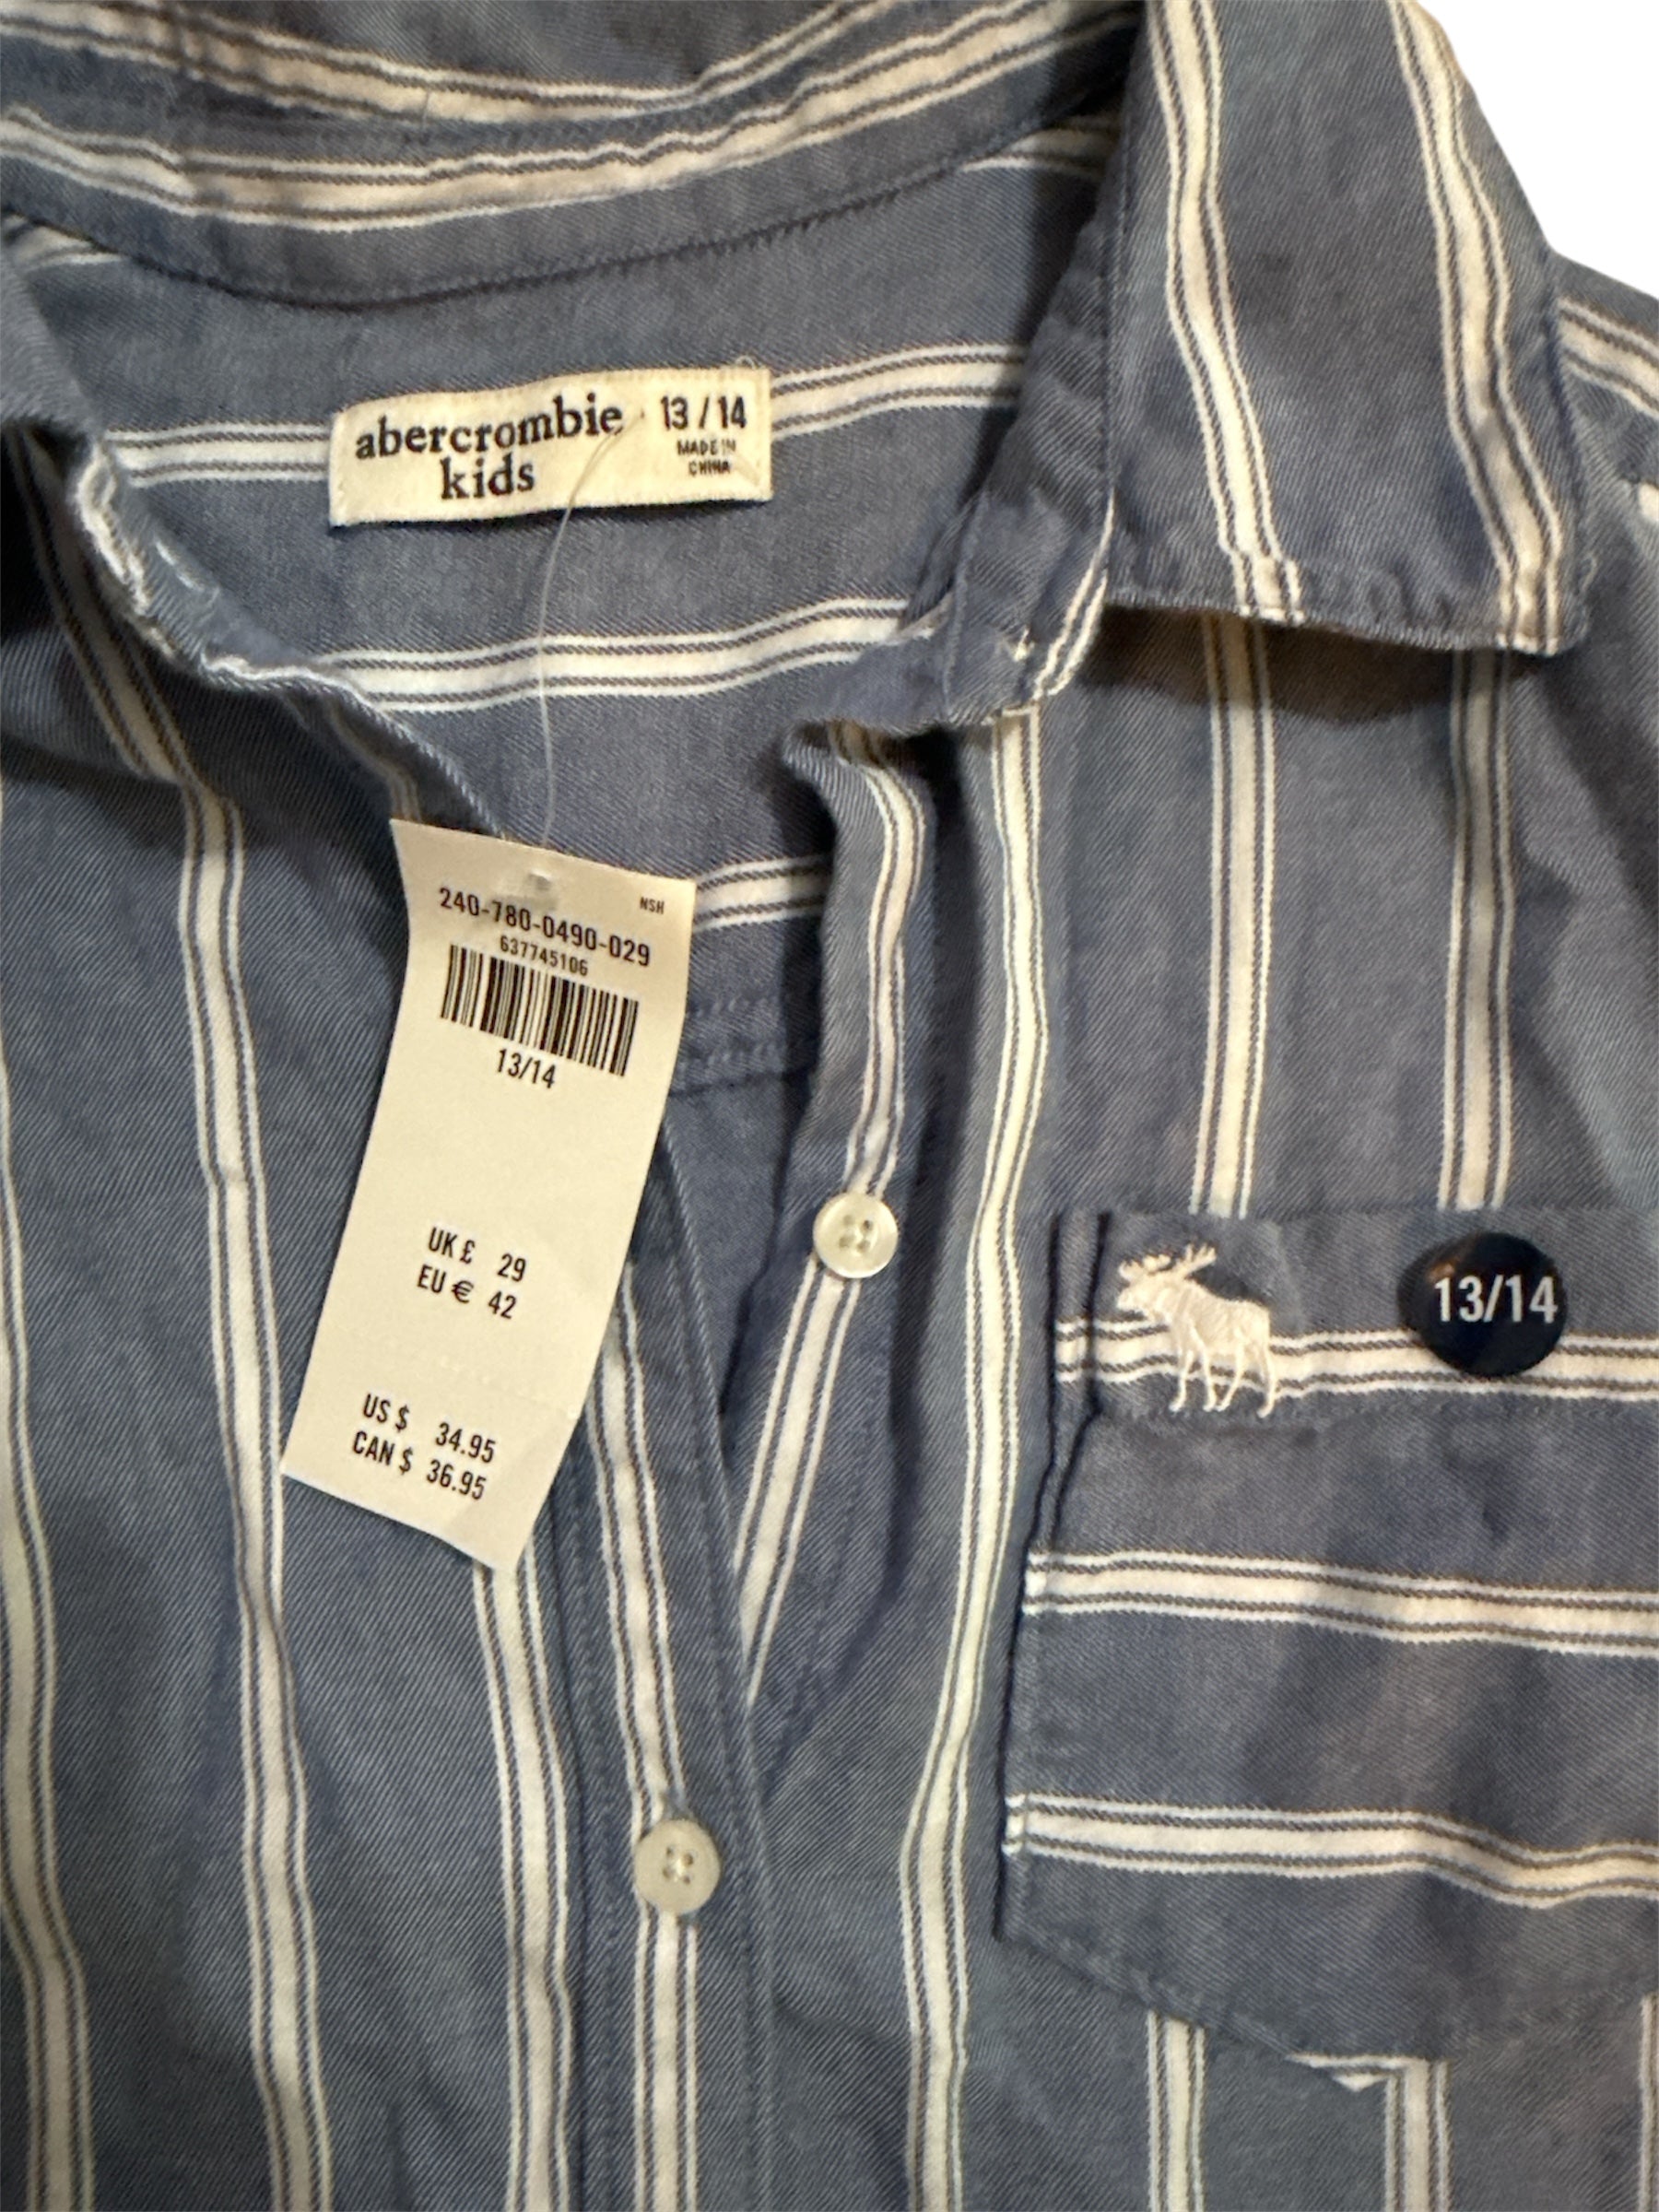 abercrombie
kids
13 / 14
MADE IN
CHINA
240-780-0490-029
NSH
637745106
13/14
UK £ 29
EU € 42
US $ 34.95
CAN $ 36.95
13/14